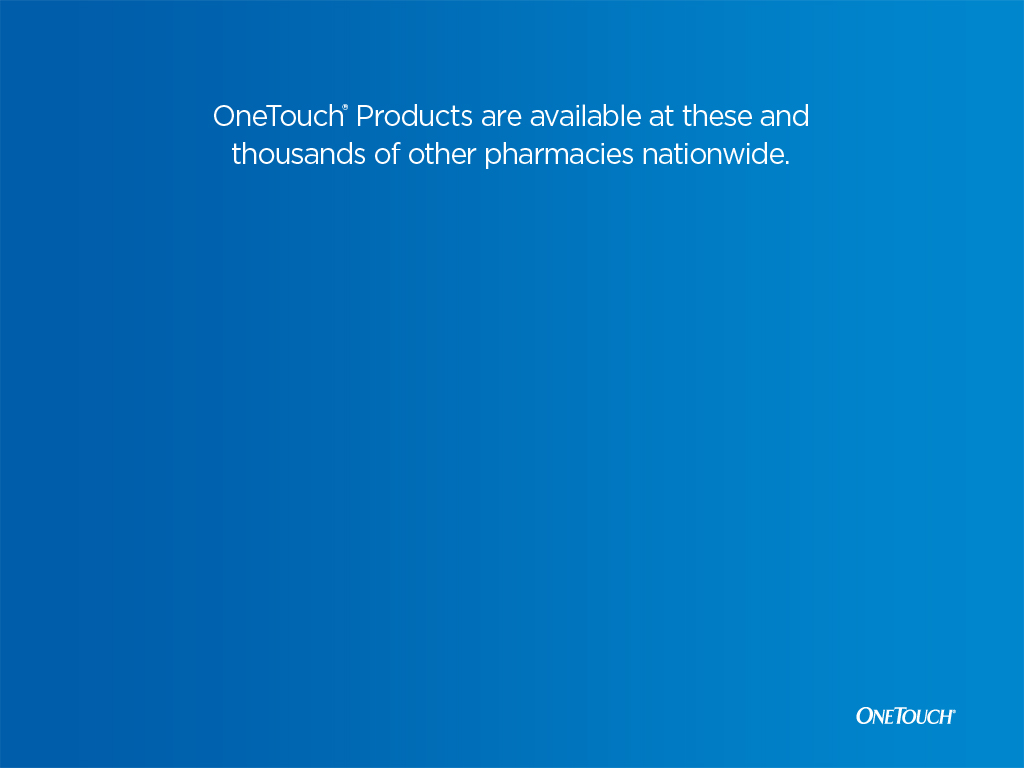 OneTouch® Products are available at these and
thousands of other pharmacies nationwide.
ONETOUCH®